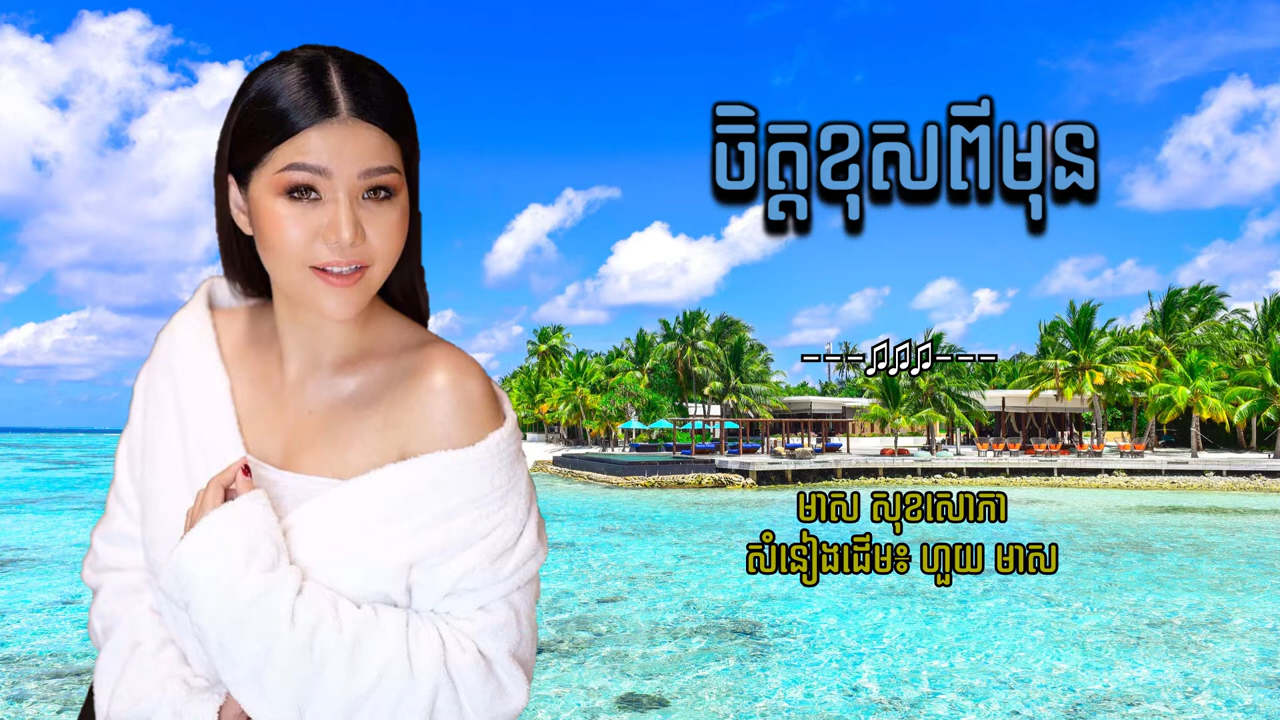 ចិត្តខុសពីមុន
---♫♫♫---
មាស សុខសោភា
សំនៀងដើម៖ ហួយ មាស